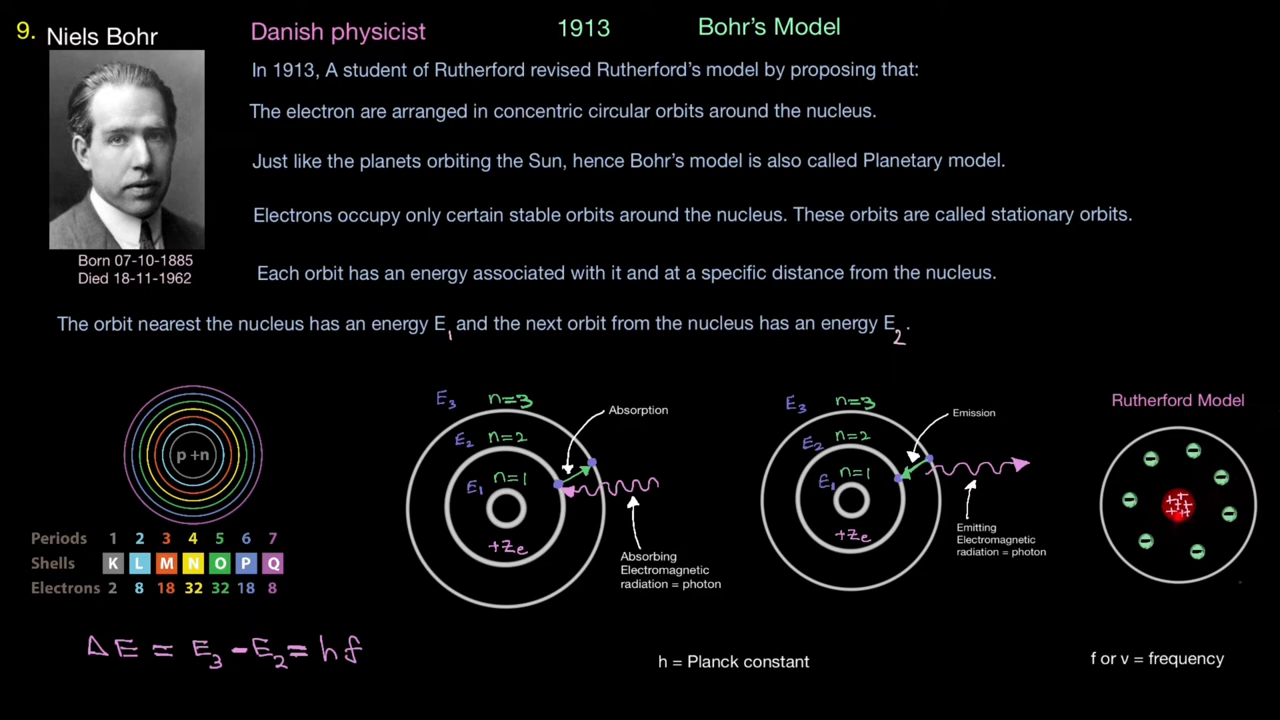 9. Niels Bohr
Danish physicist
1913
Bohr's Model
In 1913, A student of Rutherford revised Rutherford's model by proposing that:
The electron are arranged in concentric circular orbits around the nucleus.
Just like the planets orbiting the Sun, hence Bohr's model is also called Planetary model.
Electrons occupy only certain stable orbits around the nucleus. These orbits are called stationary orbits.
Born 07-10-1885
Died 18-11-1962
Each orbit has an energy associated with it and at a specific distance from the nucleus.
The orbit nearest the nucleus has an energy E₁ and the next orbit from the nucleus has an energy E₂.
p +n
Periods 1 2 3 4 5 6 7
Shells K L M N O P Q
Electrons 2 8 18 32 32 18 8
E₃ n=3
Absorption
E₂ n=2
E₁ n=1
+Ze
Absorbing
Electromagnetic
radiation = photon
E₃ n=3
Emission
E₂ n=2
E₁ n=1
+Ze
Emitting
Electromagnetic
radiation = photon
Rutherford Model
− − − − − − −
+ + + + + + +
ΔE = E₃ − E₂ = hf
h = Planck constant
f or v = frequency